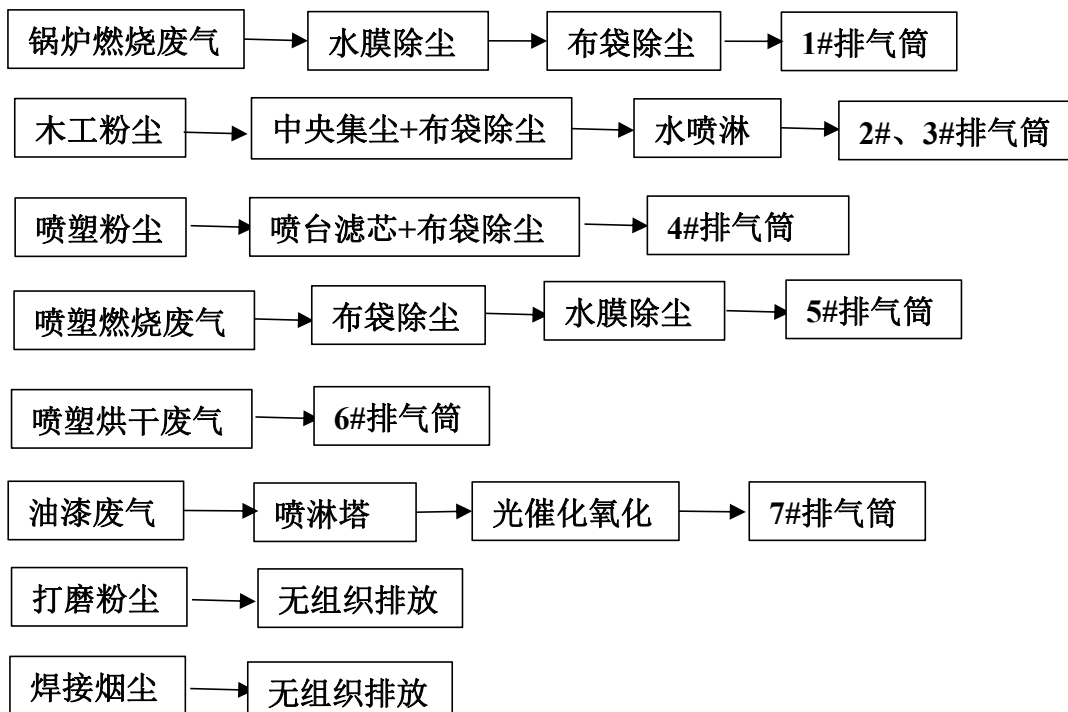 锅炉燃烧废气 水膜除尘 布袋除尘 1#排气筒
木工粉尘 中央集尘+布袋除尘 水喷淋 2#、3#排气筒
喷塑粉尘 喷台滤芯+布袋除尘 4#排气筒
喷塑燃烧废气 布袋除尘 水膜除尘 5#排气筒
喷塑烘干废气 6#排气筒
油漆废气 喷淋塔 光催化氧化 7#排气筒
打磨粉尘 无组织排放
焊接烟尘 无组织排放